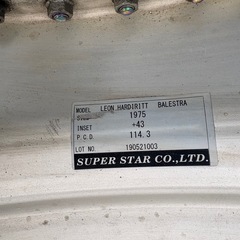 MODEL LEON HARDIRITT BALESTRA
SIZE 1975
INSET +43
P.C.D. 114.3
LOT NO. 190521003
SUPER STAR CO.,LTD.